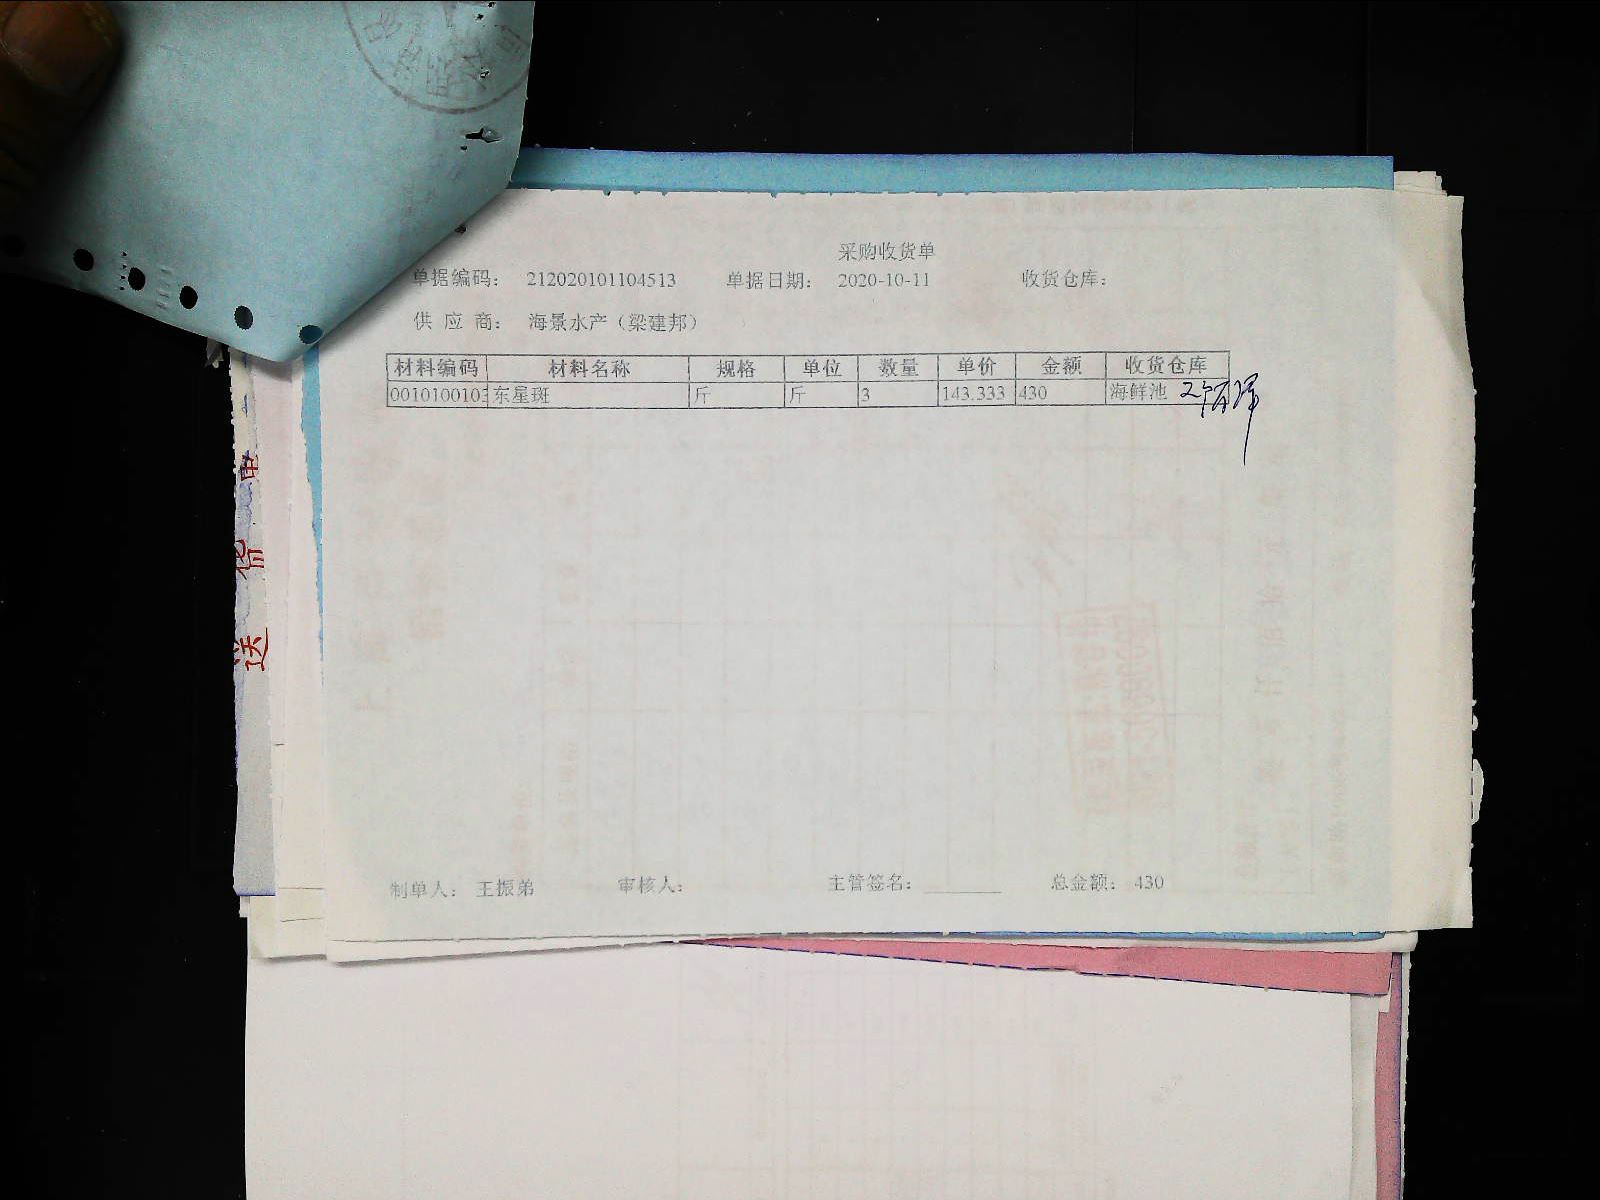 采购收货单
单据编码： 212020101104513 单据日期： 2020-10-11 收货仓库：
供 应 商： 海景水产（梁建邦）
材料编码 材料名称 规格 单位 数量 单价 金额 收货仓库
001010010 东星斑 斤 斤 3 143.333 430 海鲜池
制单人： 王振弟 审核人： 主管签名： 总金额： 430
送 货 单